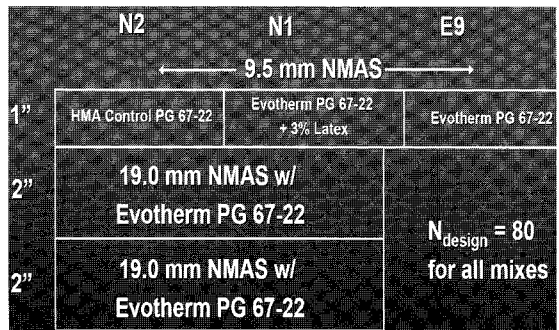 N2 N1 E9
9.5 mm NMAS
1” HMA Control PG 67-22 Evotherm PG 67-22 + 3% Latex Evotherm PG 67-22
2” 19.0 mm NMAS w/
Evotherm PG 67-22
Ndesign = 80
for all mixes
2” 19.0 mm NMAS w/
Evotherm PG 67-22